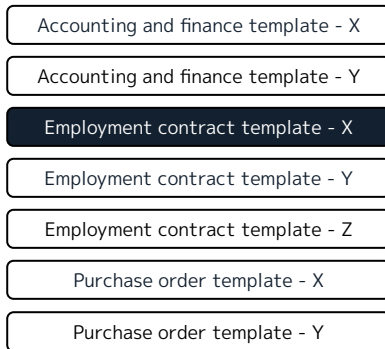 Accounting and finance template - X
Accounting and finance template - Y
Employment contract template - X
Employment contract template - Y
Employment contract template - Z
Purchase order template - X
Purchase order template - Y